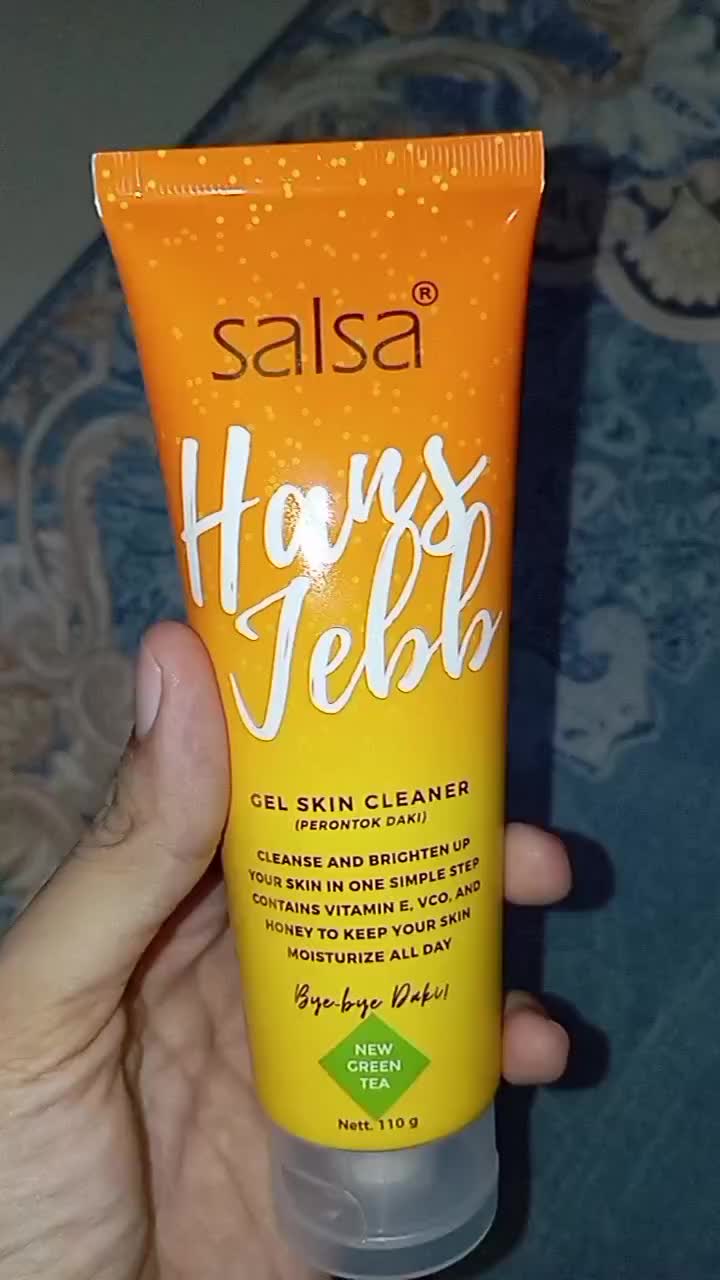 salsa®
Hans
Jebb
GEL SKIN CLEANER
(PERONTOK DAKI)
CLEANSE AND BRIGHTEN UP
YOUR SKIN IN ONE SIMPLE STEP
CONTAINS VITAMIN E, VCO, AND
HONEY TO KEEP YOUR SKIN
MOISTURIZE ALL DAY
Bye-bye Daki!
NEW
GREEN
TEA
Nett. 110 g